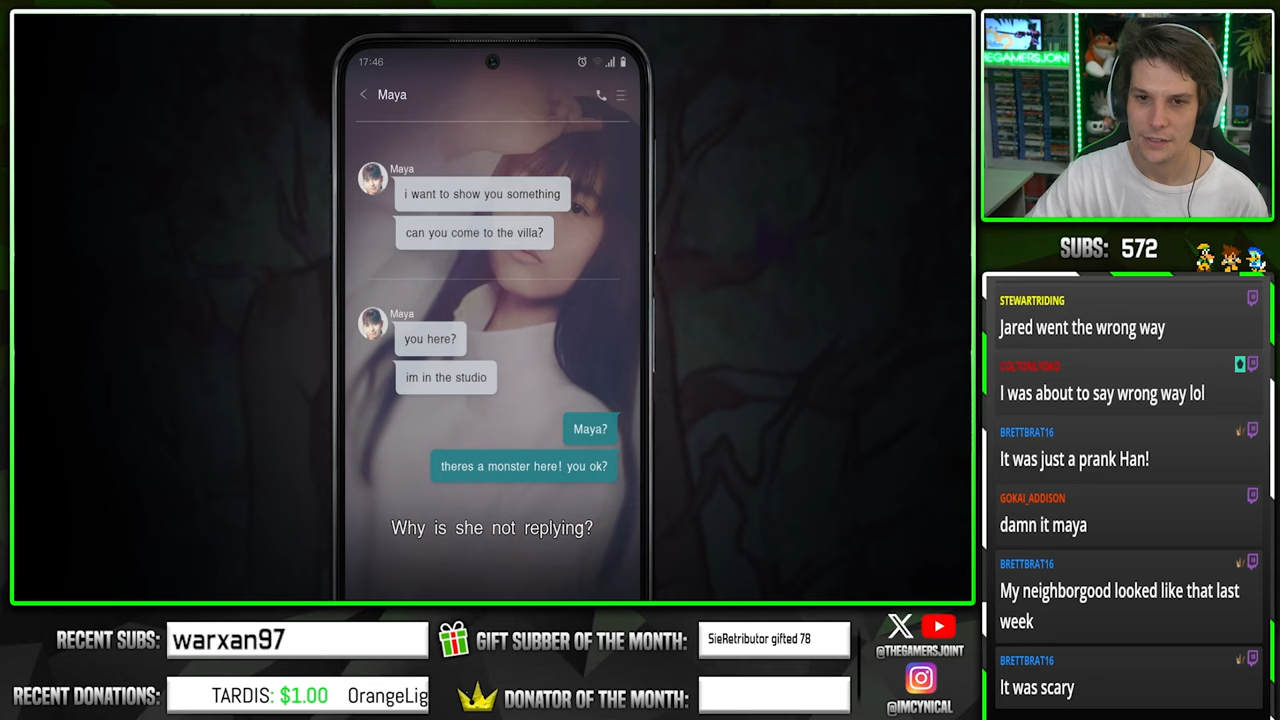 17:46
Maya
Maya
i want to show you something
can you come to the villa?
Maya
you here?
im in the studio
Maya?
theres a monster here! you ok?
Why is she not replying?
EGAMERSJOINT
SUBS: 572
STEWARTRIDING
Jared went the wrong way
I was about to say wrong way lol
BRETTBRAT16
It was just a prank Han!
GOKAI_ADDISON
damn it maya
BRETTBRAT16
My neighborgood looked like that last
week
BRETTBRAT16
It was scary
RECENT SUBS: warxan97
GIFT SUBBER OF THE MONTH: SieRetributor gifted 78
@THEGAMERSJOINT
RECENT DONATIONS: TARDIS: $1.00 OrangeLig
DONATOR OF THE MONTH:
@IMCYNICAL